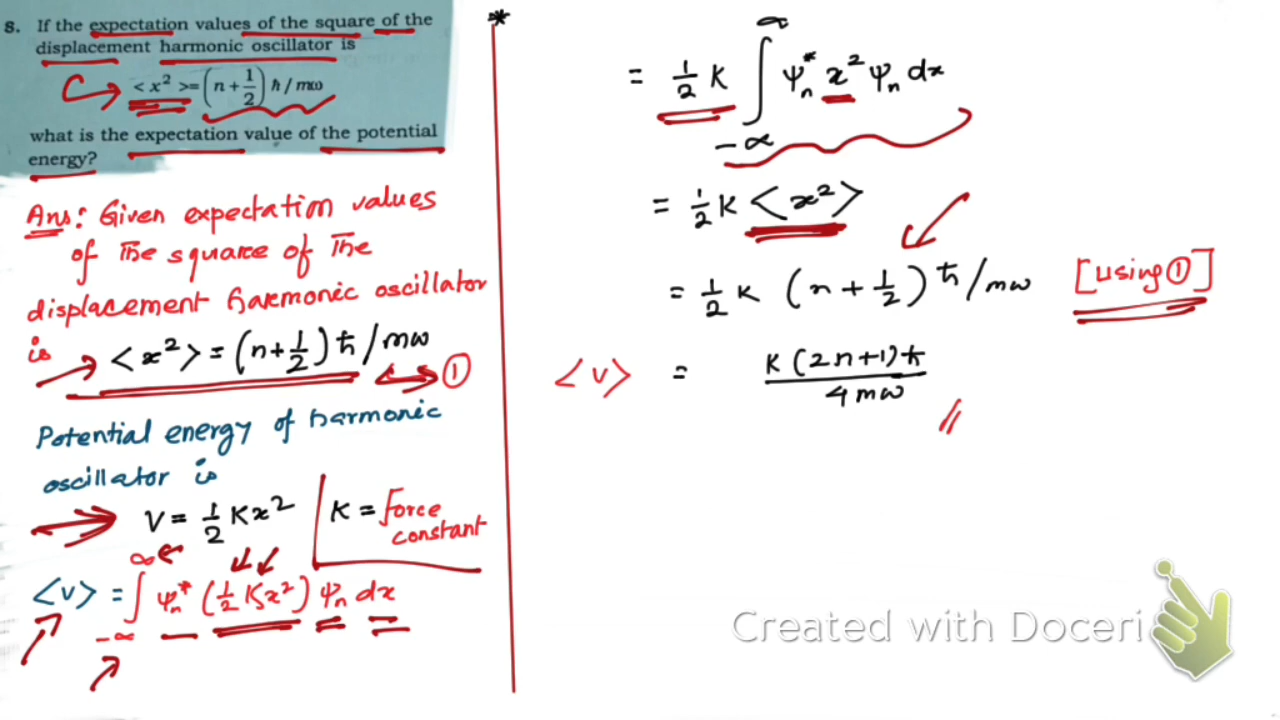 8. If the expectation values of the square of the
displacement harmonic oscillator is
<x²>=(n+1/2) ħ/mω
what is the expectation value of the potential
energy?
Ans: Given expectation values
of The square of The
displacement harmonic oscillator
is <x²> = (n+1/2) ħ/mω ①
Potential energy of harmonic
oscillator is
V = 1/2 Kx²
K = force
constant
<v> = ∫_{-∞}^{∞} ψₙ* (1/2 Kx²) ψₙ dx
*
= 1/2 K ∫_{-∞}^{∞} ψₙ* x² ψₙ dx
= 1/2 K <x²>
= 1/2 K (n + 1/2) ħ/mω [using ①]
<v> = K(2n+1)ħ / 4mω
Created with Doceri